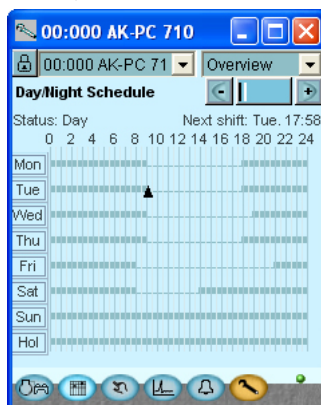 00:000 AK-PC 710
00:000 AK-PC 71 Overview
Day/Night Schedule
Status: Day Next shift: Tue. 17:58
0 2 4 6 8 10 12 14 16 18 20 22 24
Mon
Tue
Wed
Thu
Fri
Sat
Sun
Hol